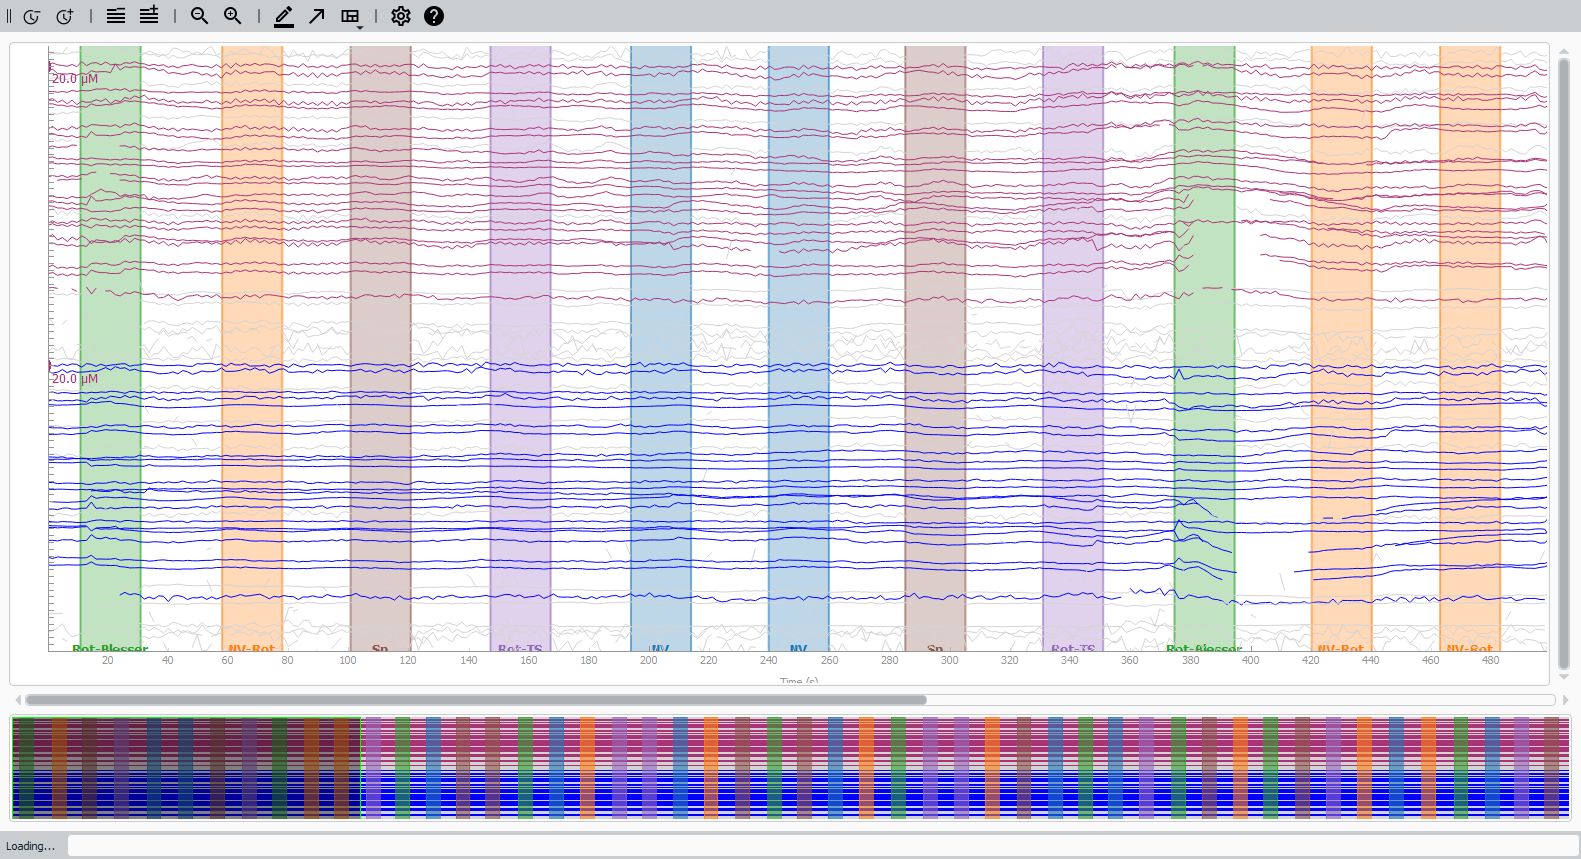 20.0 µM
20.0 µM
Rot-Blesser NV-Rot Sp Rot-TS NV NV Sp Rot-TS Rot-Blesser NV-Rot NV-Rot
20 40 60 80 100 120 140 160 180 200 220 240 260 280 300 320 340 360 380 400 420 440 460 480
Time (s)
Loading...